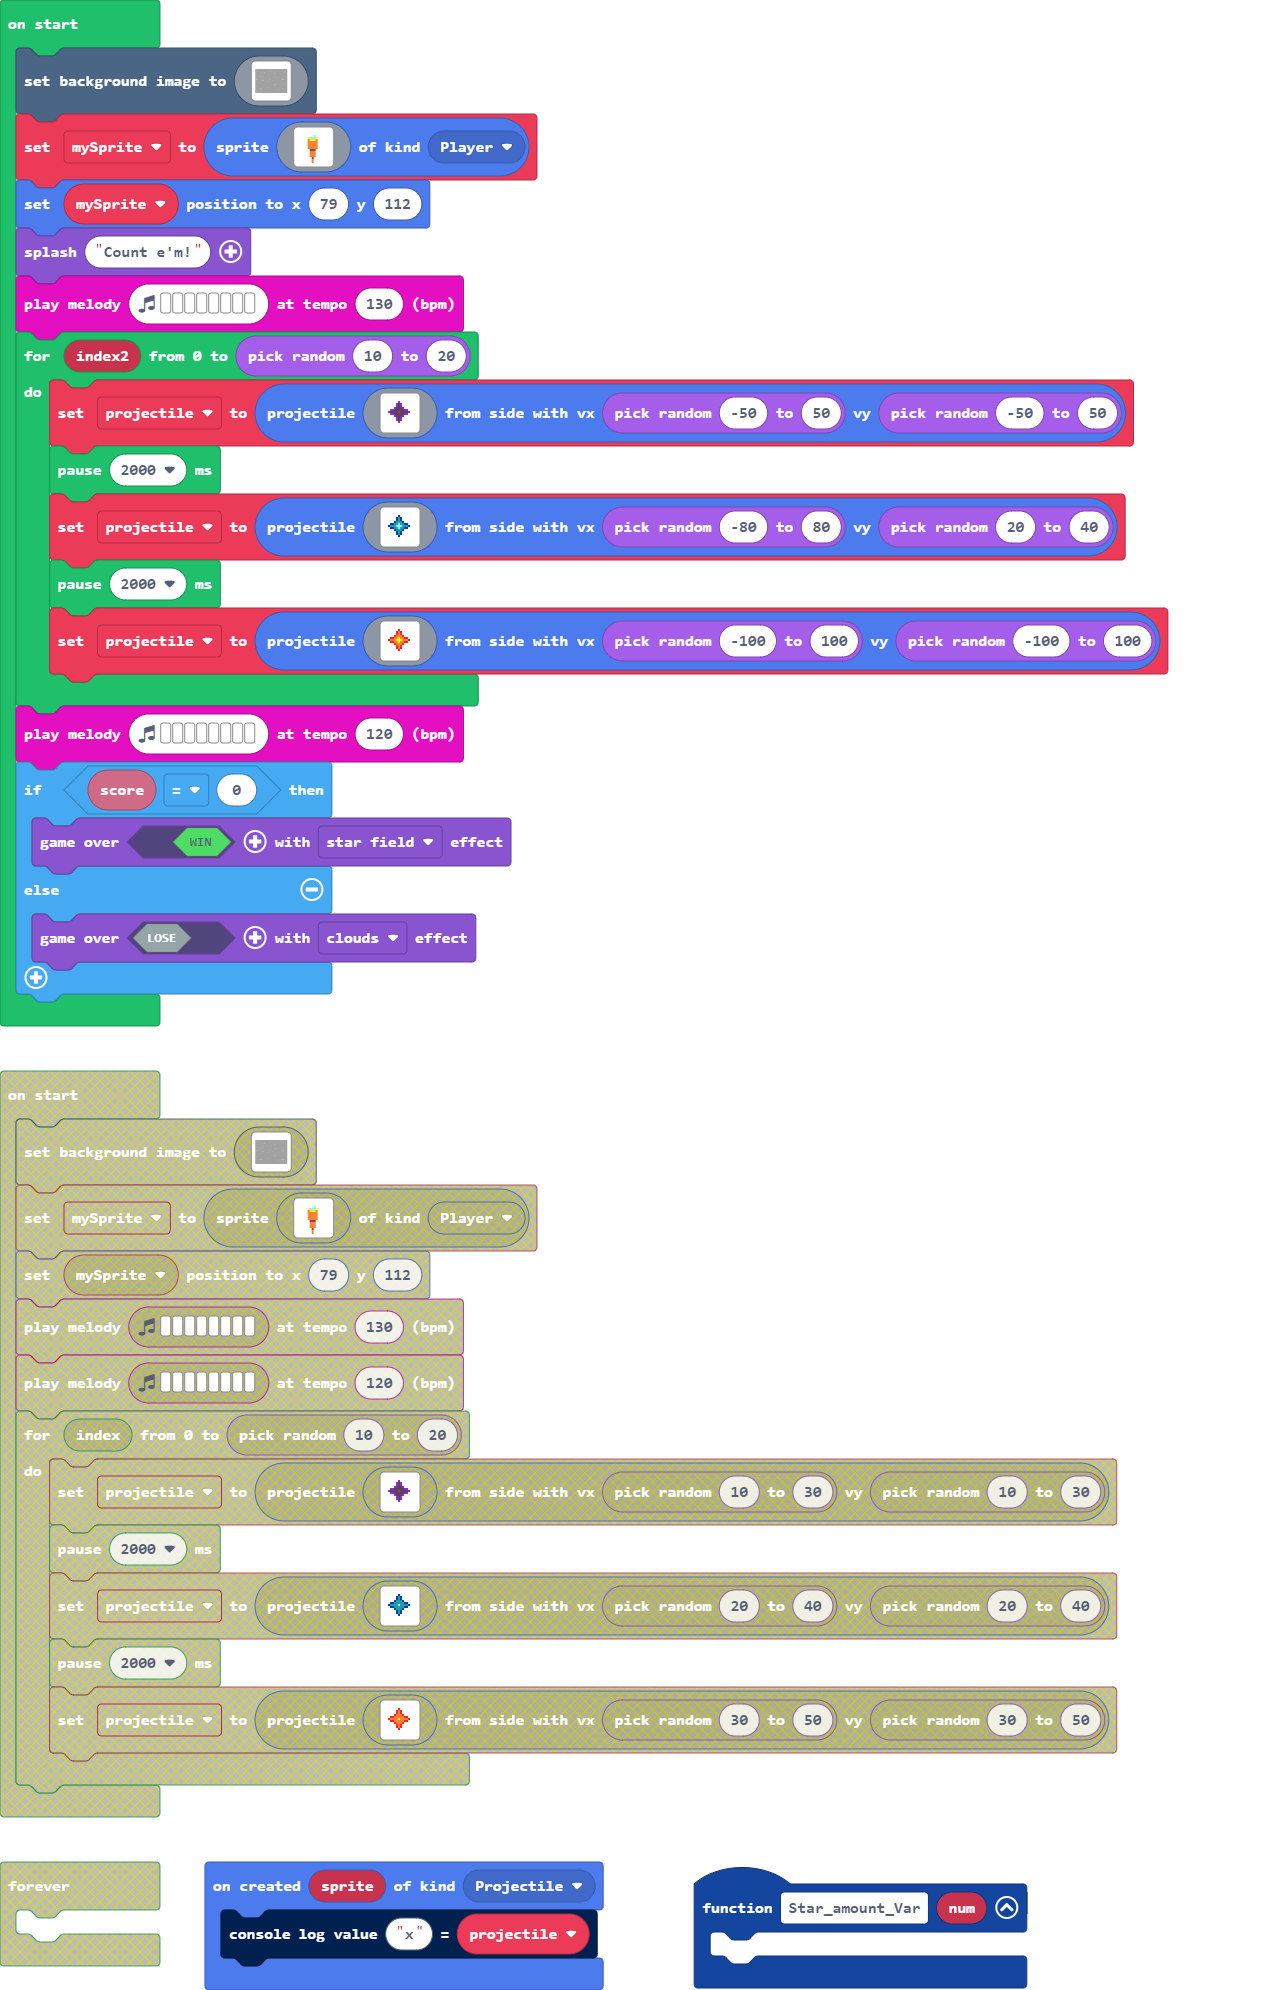 on start
set background image to
set mySprite to sprite of kind Player
set mySprite position to x 79 y 112
splash "Count e'm!"
play melody at tempo 130 (bpm)
for index2 from 0 to pick random 10 to 20
do
set projectile to projectile from side with vx pick random -50 to 50 vy pick random -50 to 50
pause 2000 ms
set projectile to projectile from side with vx pick random -80 to 80 vy pick random 20 to 40
pause 2000 ms
set projectile to projectile from side with vx pick random -100 to 100 vy pick random -100 to 100
play melody at tempo 120 (bpm)
if score = 0 then
game over WIN with star field effect
else
game over LOSE with clouds effect
on start
set background image to
set mySprite to sprite of kind Player
set mySprite position to x 79 y 112
play melody at tempo 130 (bpm)
play melody at tempo 120 (bpm)
for index from 0 to pick random 10 to 20
do
set projectile to projectile from side with vx pick random 10 to 30 vy pick random 10 to 30
pause 2000 ms
set projectile to projectile from side with vx pick random 20 to 40 vy pick random 20 to 40
pause 2000 ms
set projectile to projectile from side with vx pick random 30 to 50 vy pick random 30 to 50
forever
on created sprite of kind Projectile
console log value "x" = projectile
function Star_amount_Var num